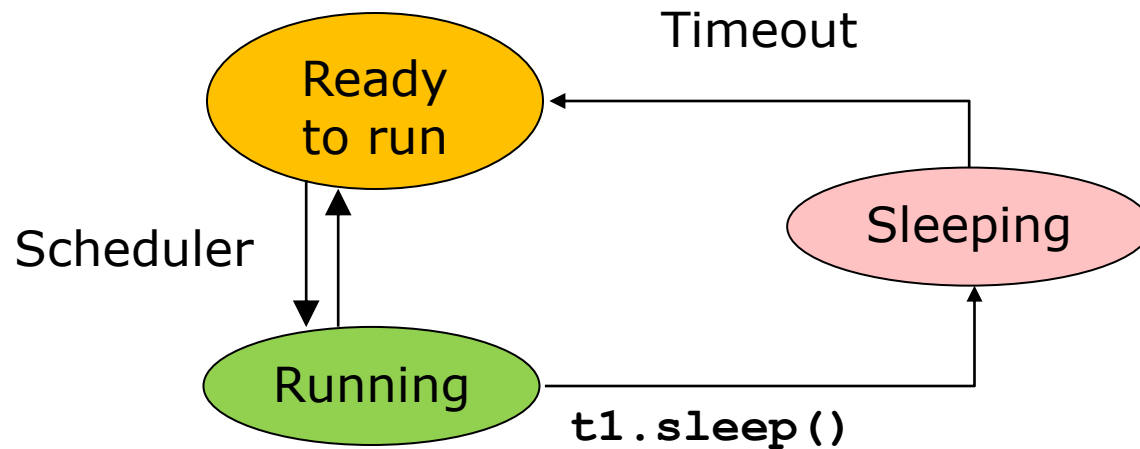 Timeout
Ready
to run
Sleeping
Scheduler
Running
t1.sleep()